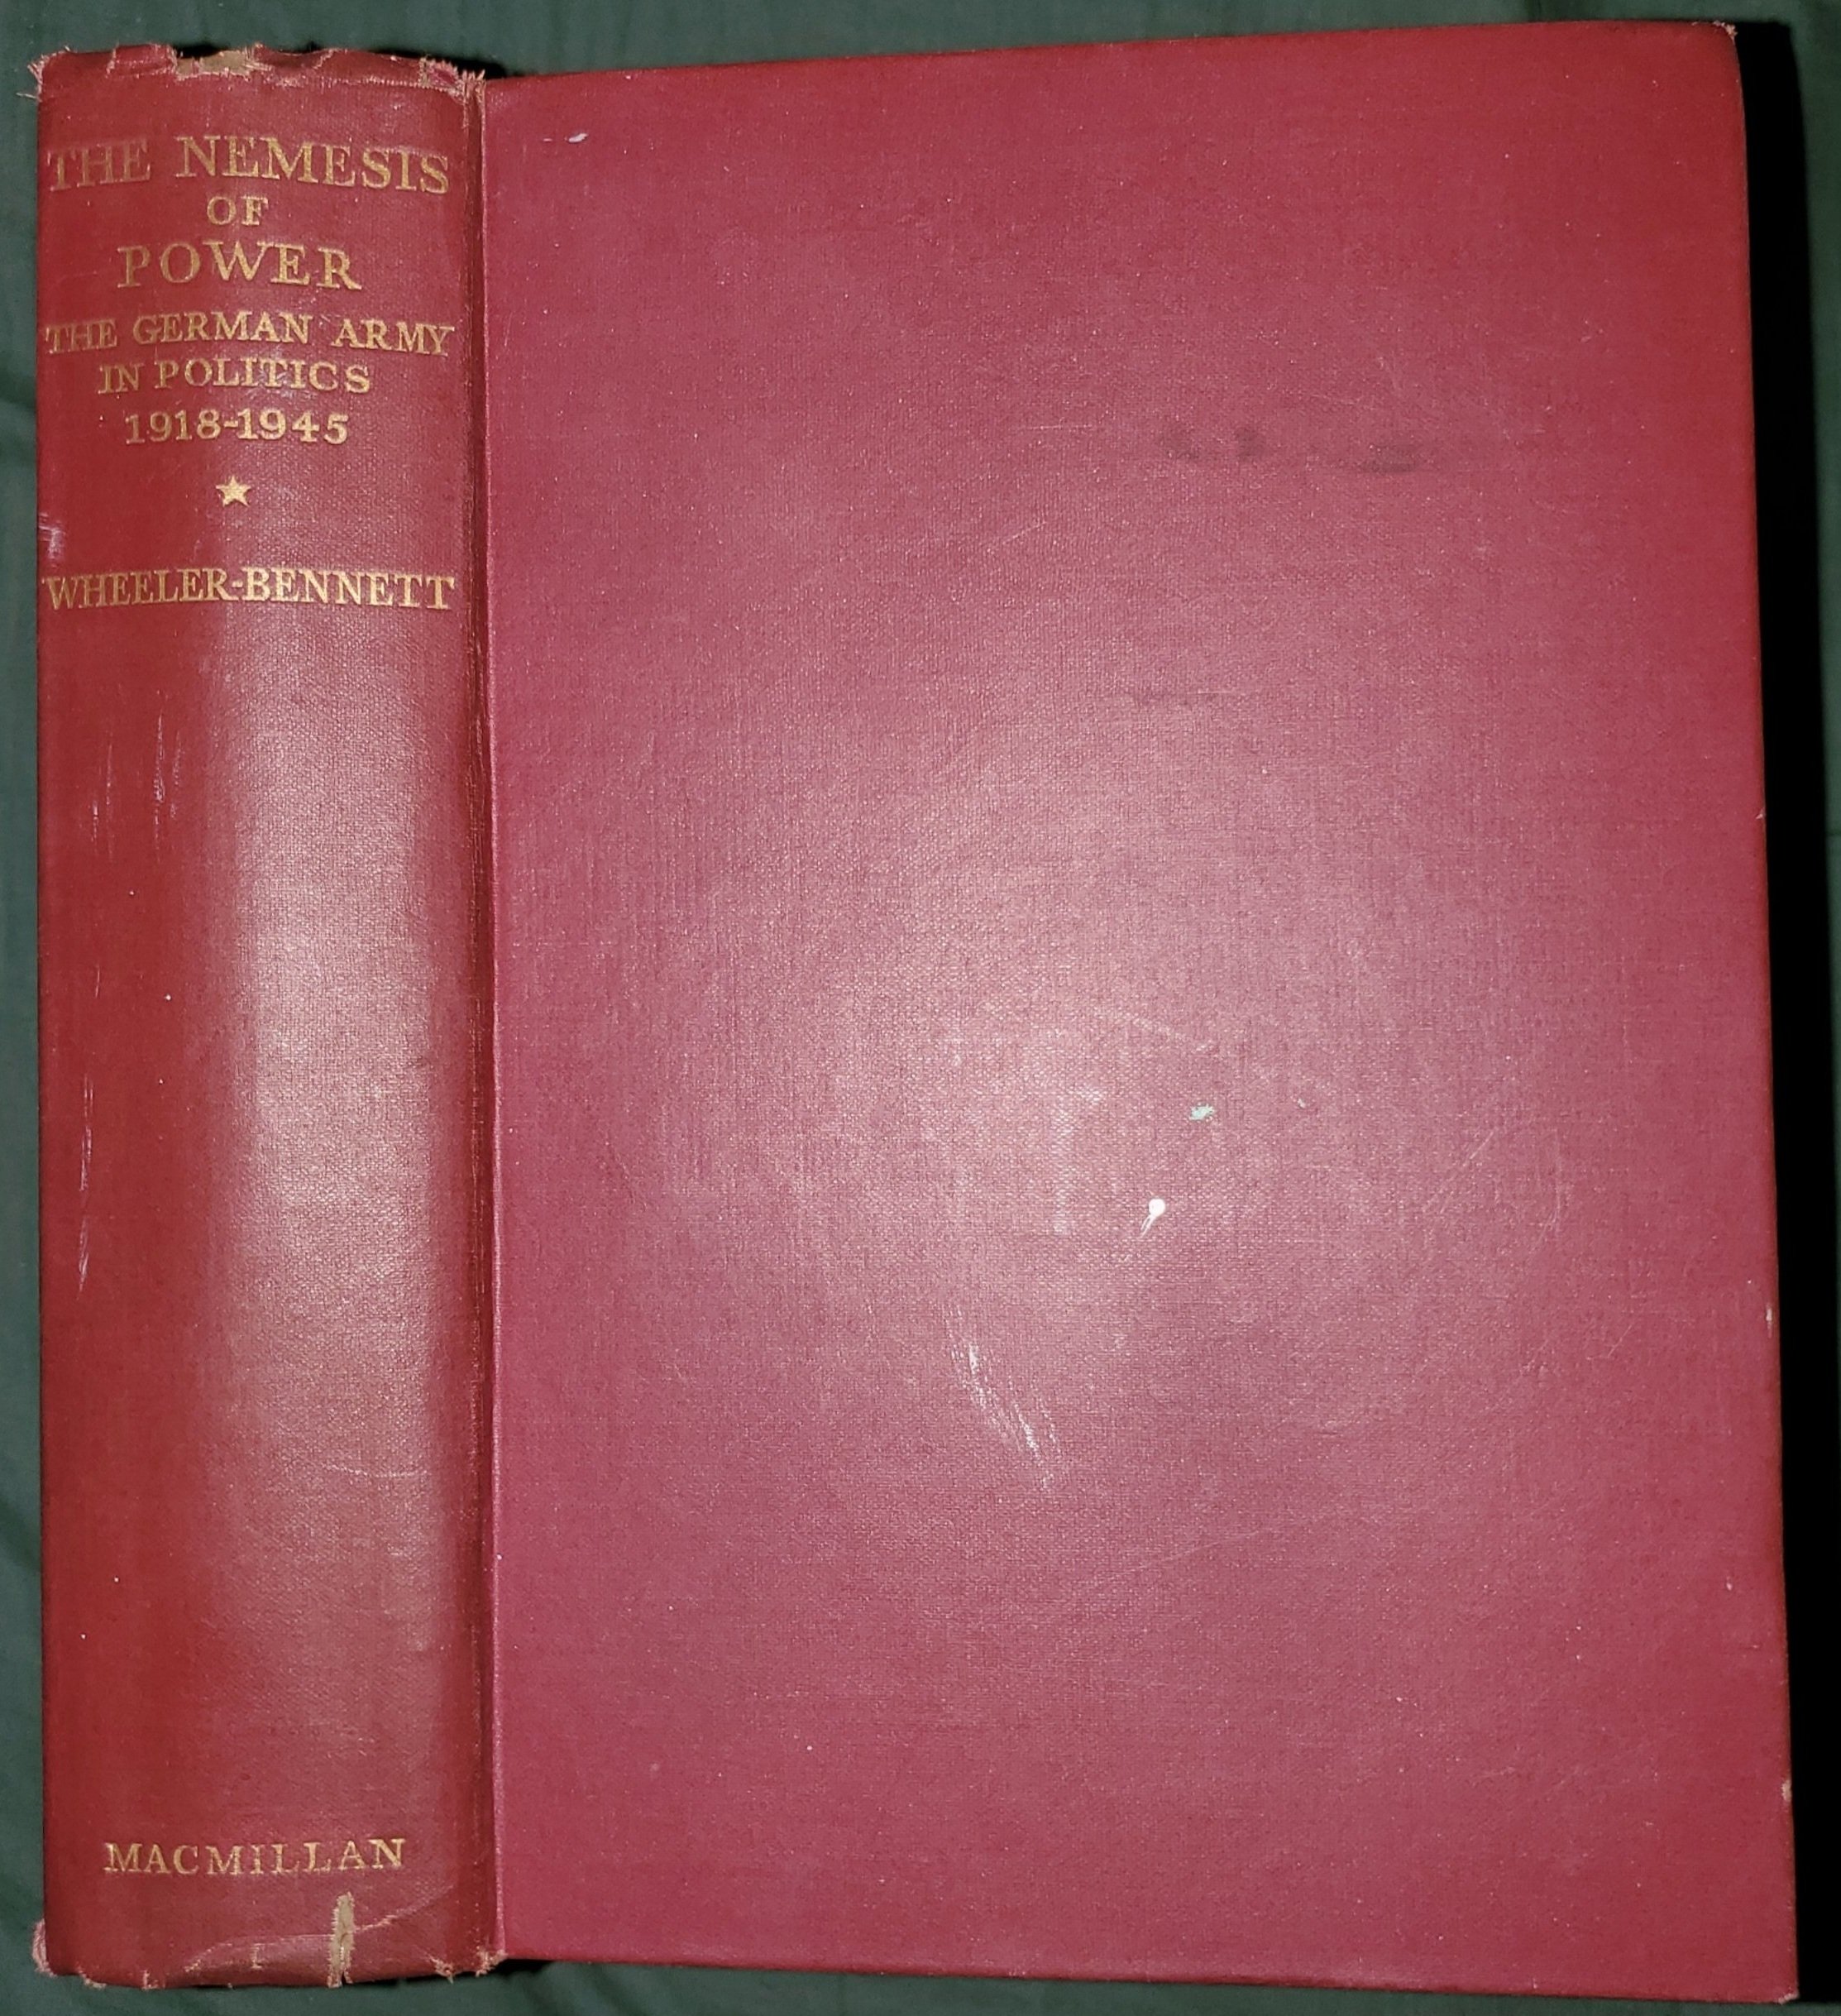 THE NEMESIS
OF
POWER
THE GERMAN ARMY
IN POLITICS
1918-1945
WHEELER-BENNETT
MACMILLAN